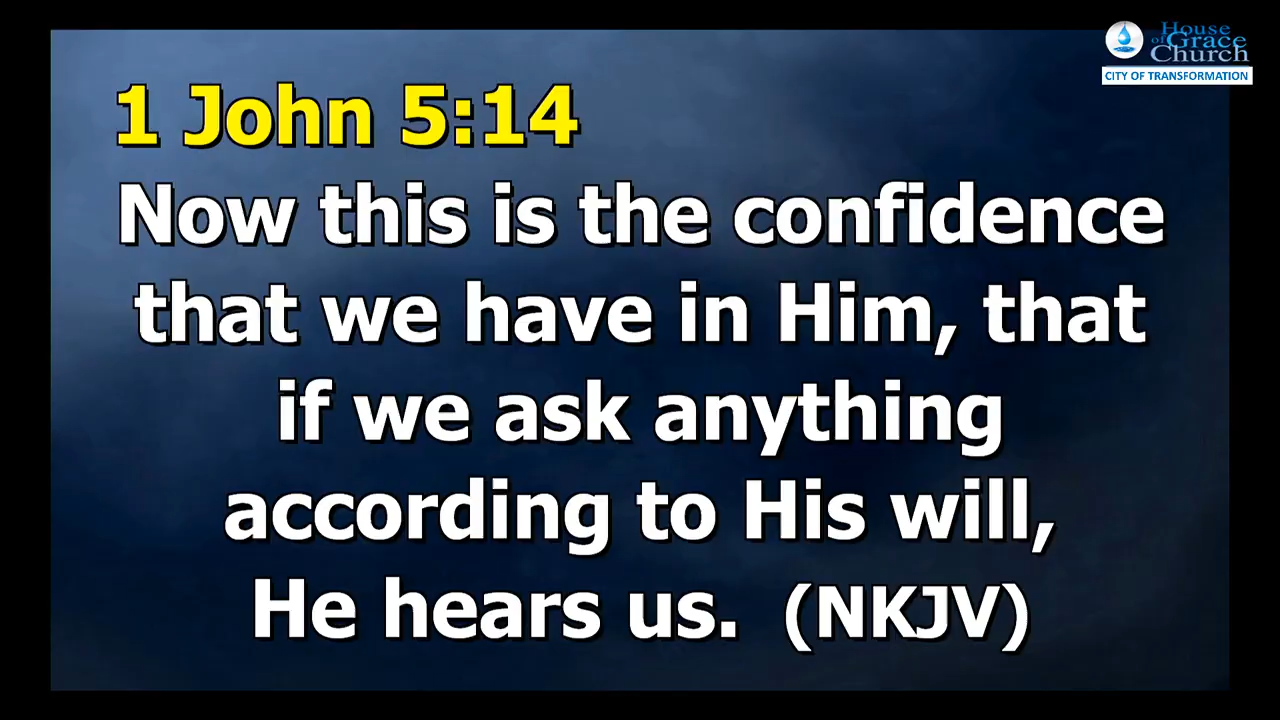 House
of Grace
Church
CITY OF TRANSFORMATION
1 John 5:14
Now this is the confidence
that we have in Him, that
if we ask anything
according to His will,
He hears us. (NKJV)